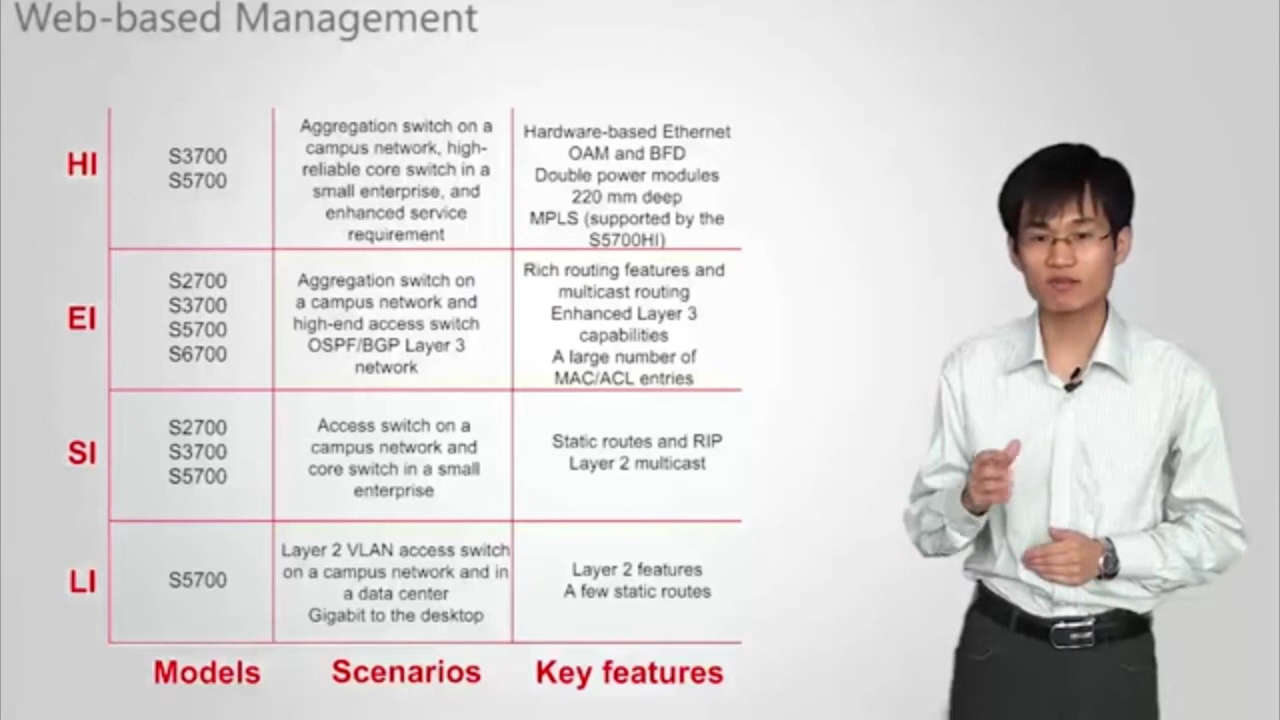 Web-based Management
HI
S3700
S5700
Aggregation switch on a
campus network, high-
reliable core switch in a
small enterprise, and
enhanced service
requirement
Hardware-based Ethernet
OAM and BFD
Double power modules
220 mm deep
MPLS (supported by the
S5700HI)
EI
S2700
S3700
S5700
S6700
Aggregation switch on
a campus network and
high-end access switch
OSPF/BGP Layer 3
network
Rich routing features and
multicast routing
Enhanced Layer 3
capabilities
A large number of
MAC/ACL entries
SI
S2700
S3700
S5700
Access switch on a
campus network and
core switch in a small
enterprise
Static routes and RIP
Layer 2 multicast
LI
S5700
Layer 2 VLAN access switch
on a campus network and in
a data center
Gigabit to the desktop
Layer 2 features
A few static routes
Models
Scenarios
Key features